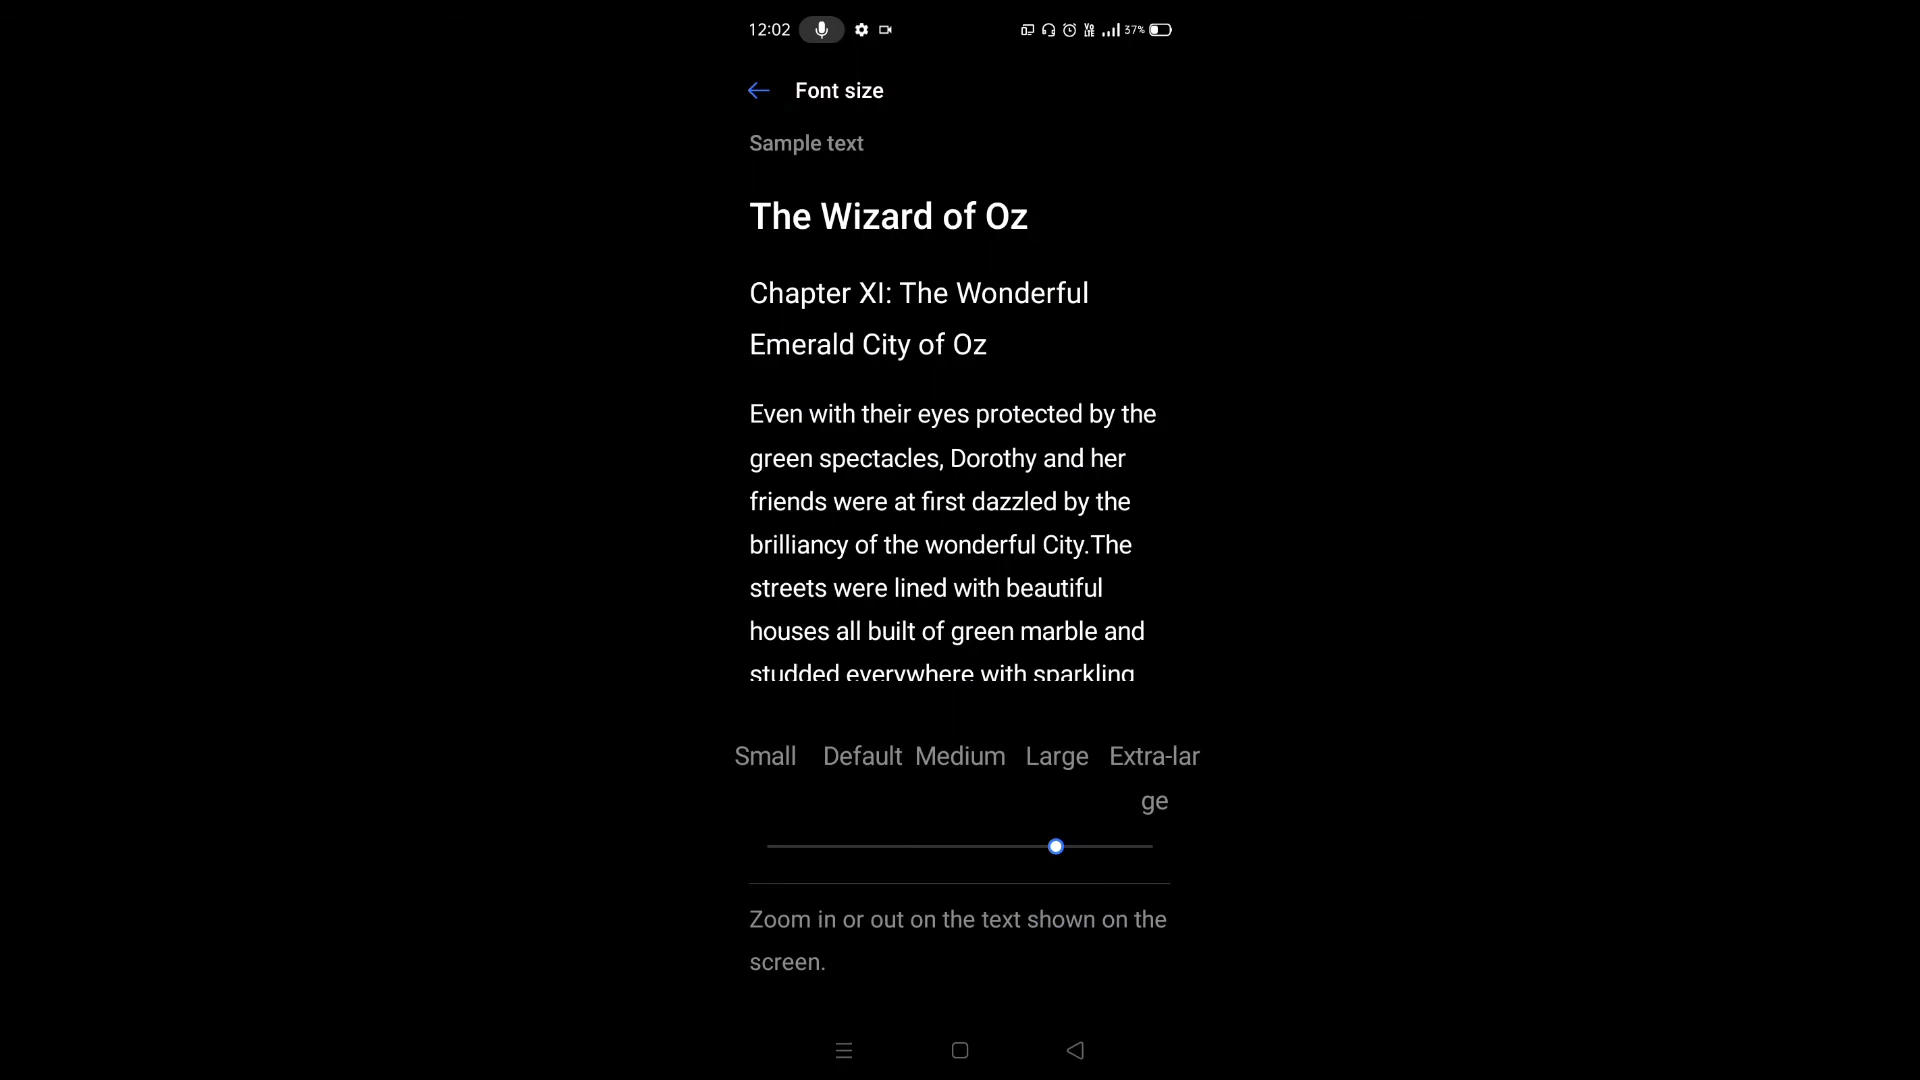 12:02 Vo LTE 37%
Font size
Sample text
The Wizard of Oz
Chapter XI: The Wonderful
Emerald City of Oz
Even with their eyes protected by the
green spectacles, Dorothy and her
friends were at first dazzled by the
brilliancy of the wonderful City.The
streets were lined with beautiful
houses all built of green marble and
studded everywhere with sparkling
Small Default Medium Large Extra-lar
ge
Zoom in or out on the text shown on the
screen.